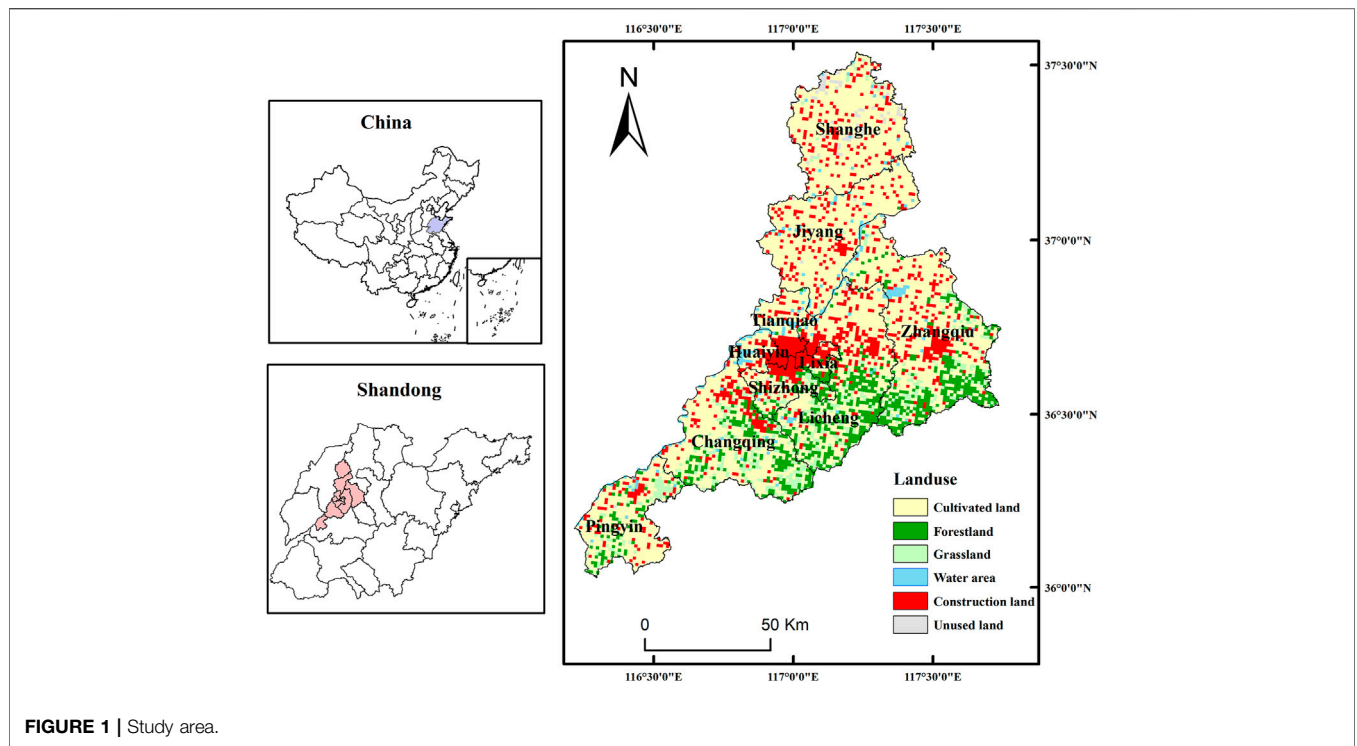 China
Shandong
116°30'0"E 117°0'0"E 117°30'0"E
N
37°30'0"N
37°0'0"N
36°30'0"N
36°0'0"N
Shanghe
Jiyang
Tianqiao
Zhangqiu
Huaiyin
Lixia
Shizhong
Licheng
Changqing
Pingyin
Landuse
Cultivated land
Forestland
Grassland
Water area
Construction land
Unused land
0 50 Km
116°30'0"E 117°0'0"E 117°30'0"E
FIGURE 1 | Study area.